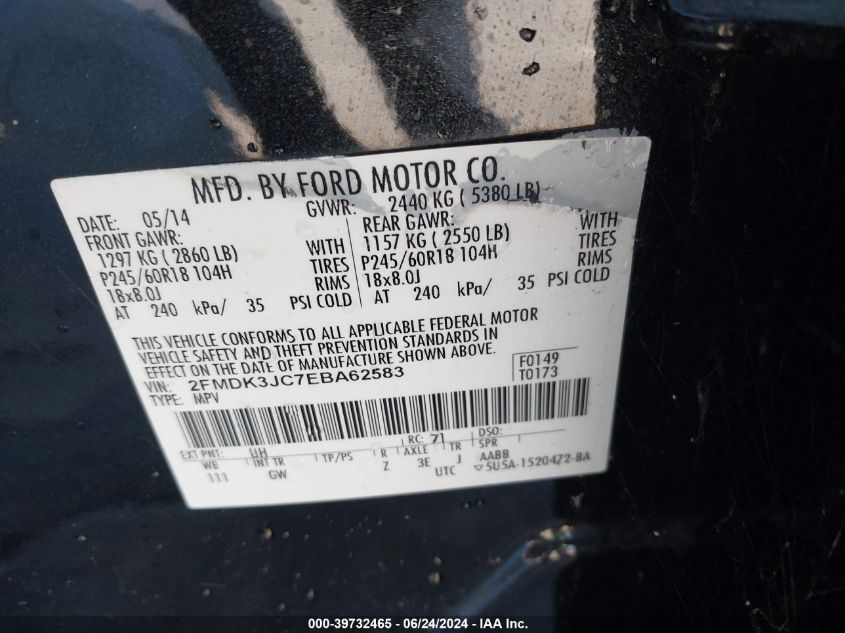 MFD. BY FORD MOTOR CO.
DATE: 05/14 GVWR: 2440 KG ( 5380 LB)
FRONT GAWR: REAR GAWR:
1297 KG ( 2860 LB) WITH 1157 KG ( 2550 LB) WITH
P245/60R18 104H TIRES P245/60R18 104H TIRES
18x8.0J RIMS 18x8.0J RIMS
AT 240 kPa/ 35 PSI COLD AT 240 kPa/ 35 PSI COLD
THIS VEHICLE CONFORMS TO ALL APPLICABLE FEDERAL MOTOR
VEHICLE SAFETY AND THEFT PREVENTION STANDARDS IN
EFFECT ON THE DATE OF MANUFACTURE SHOWN ABOVE.
VIN: 2FMDK3JC7EBA62583 F0149
TYPE: MPV T0173
EXT PNT: UH RC: 71 DSO:
WB INT TR TP/PS R AXLE TR SPR
111 GW Z 3E J AABB
UTC ▽5U5A-1520472-BA
000-39732465 - 06/24/2024 - IAA Inc.